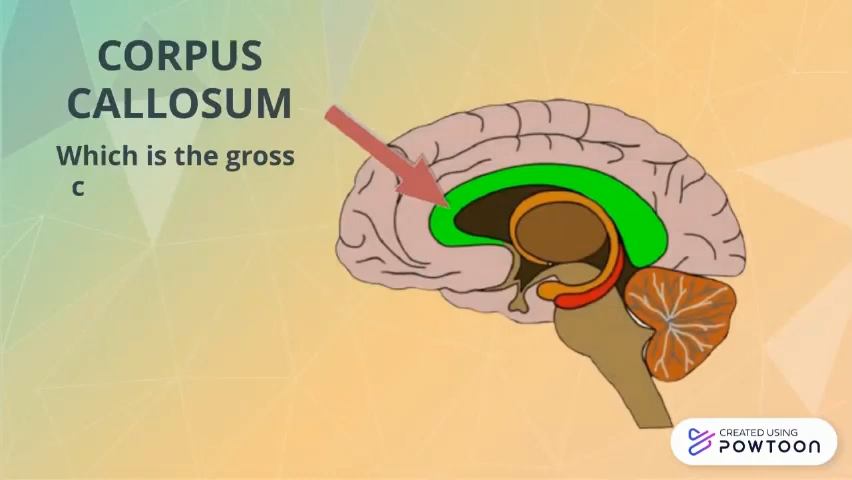 CORPUS
CALLOSUM
Which is the gross
c
CREATED USING
POWTOON